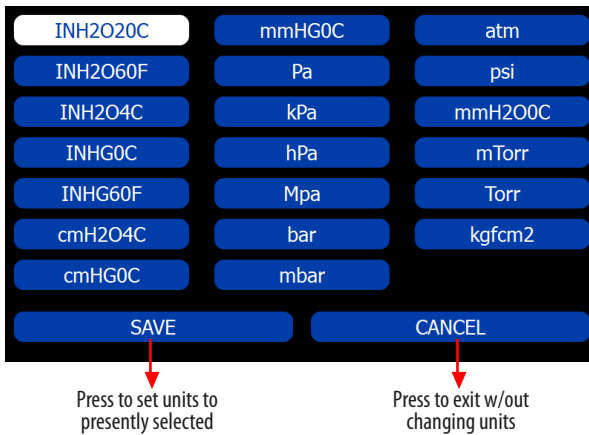 INH2O20C
mmHG0C
atm
INH2O60F
Pa
psi
INH2O4C
kPa
mmH2O0C
INHG0C
hPa
mTorr
INHG60F
Mpa
Torr
cmH2O4C
bar
kgfcm2
cmHG0C
mbar
SAVE
CANCEL
Press to set units to
presently selected
Press to exit w/out
changing units